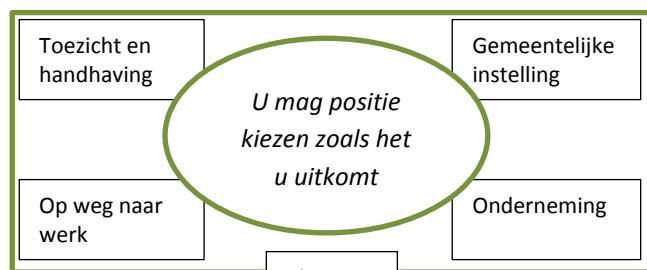 Toezicht en
handhaving
Gemeentelijke
instelling
U mag positie
kiezen zoals het
u uitkomt
Op weg naar
werk
Onderneming